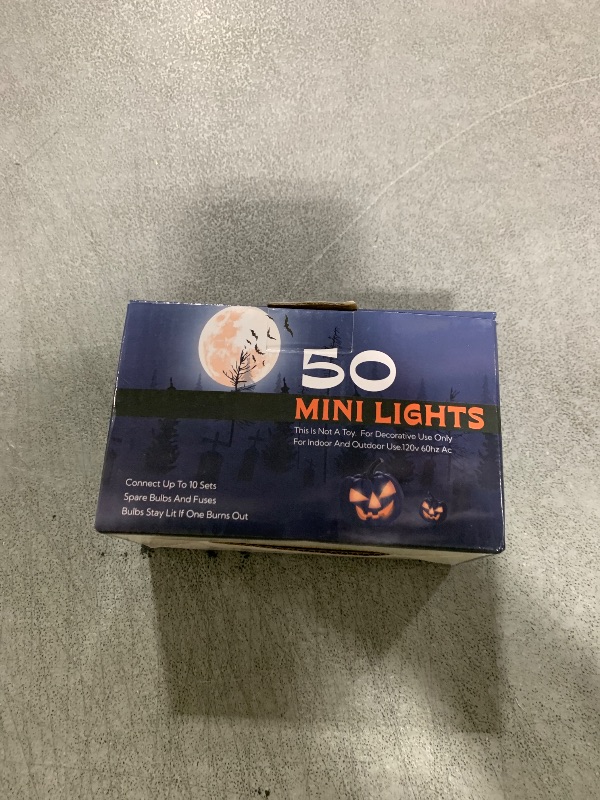 50
MINI LIGHTS
This Is Not A Toy. For Decorative Use Only
For Indoor And Outdoor Use.120v 60hz Ac
Connect Up To 10 Sets
Spare Bulbs And Fuses
Bulbs Stay Lit If One Burns Out